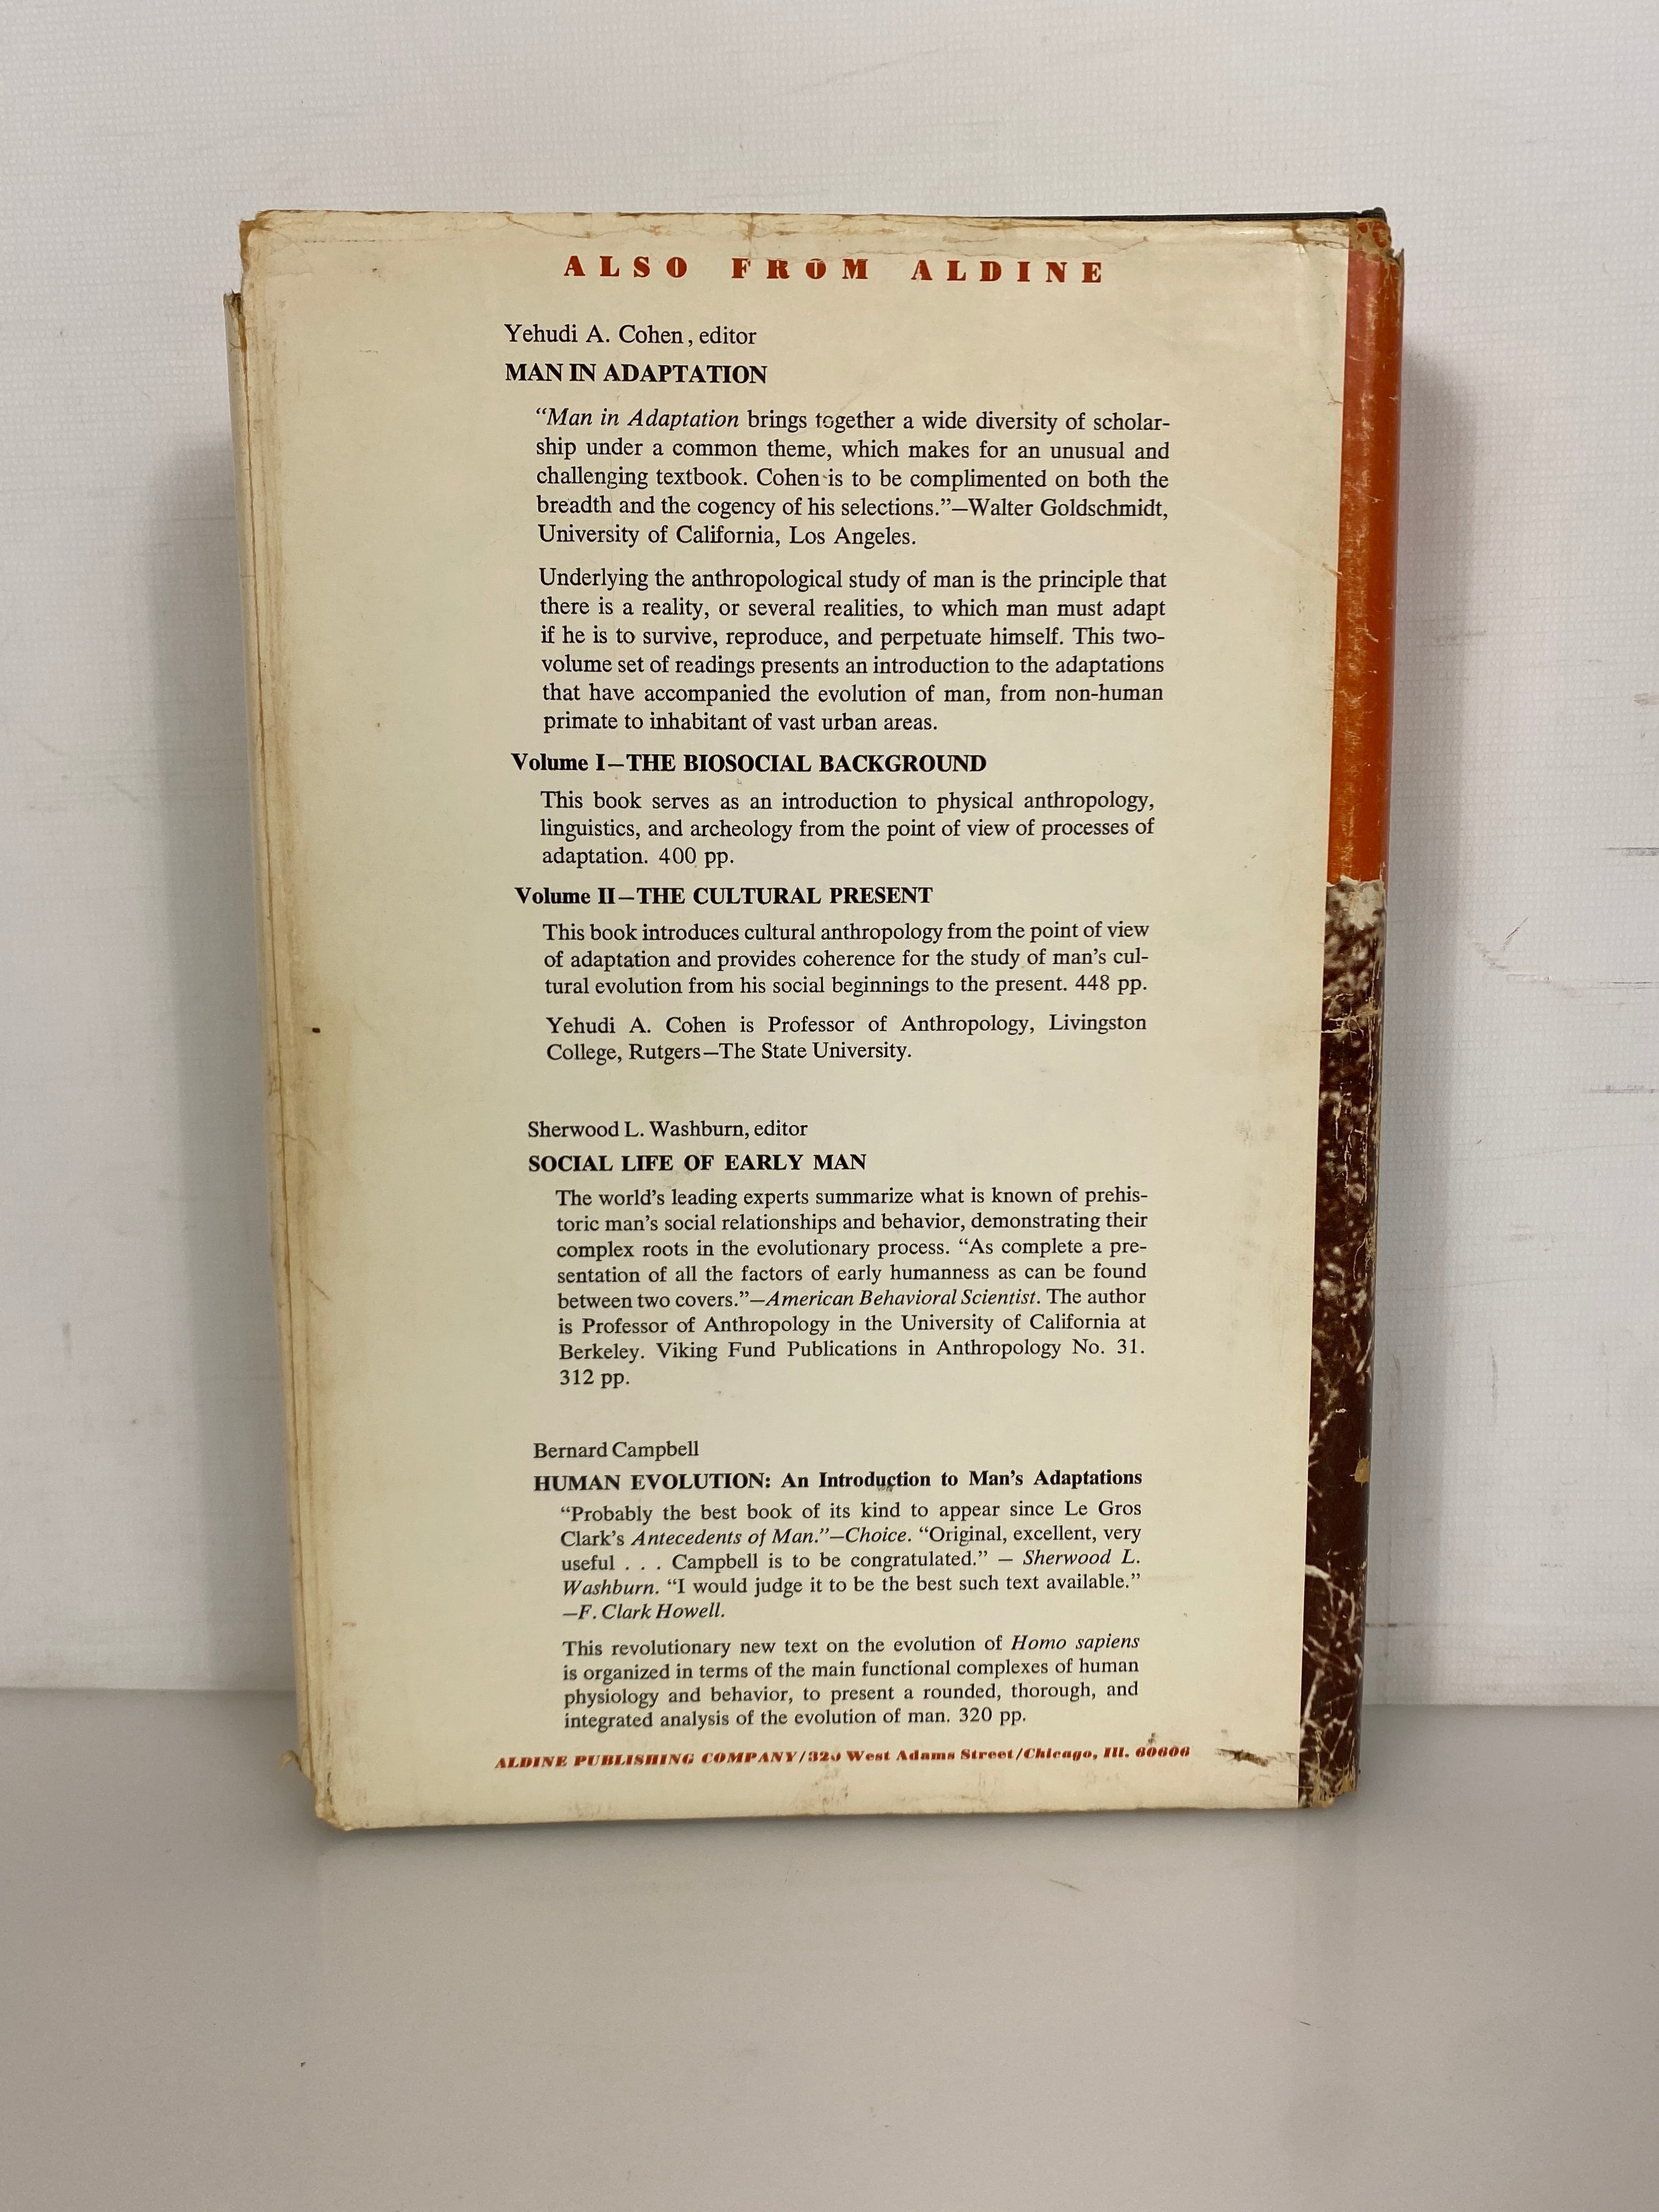 ALSO FROM ALDINE
Yehudi A. Cohen, editor
MAN IN ADAPTATION
“Man in Adaptation brings together a wide diversity of scholar-
ship under a common theme, which makes for an unusual and
challenging textbook. Cohen is to be complimented on both the
breadth and the cogency of his selections.”—Walter Goldschmidt,
University of California, Los Angeles.
Underlying the anthropological study of man is the principle that
there is a reality, or several realities, to which man must adapt
if he is to survive, reproduce, and perpetuate himself. This two-
volume set of readings presents an introduction to the adaptations
that have accompanied the evolution of man, from non-human
primate to inhabitant of vast urban areas.
Volume I—THE BIOSOCIAL BACKGROUND
This book serves as an introduction to physical anthropology,
linguistics, and archeology from the point of view of processes of
adaptation. 400 pp.
Volume II—THE CULTURAL PRESENT
This book introduces cultural anthropology from the point of view
of adaptation and provides coherence for the study of man’s cul-
tural evolution from his social beginnings to the present. 448 pp.
Yehudi A. Cohen is Professor of Anthropology, Livingston
College, Rutgers—The State University.
Sherwood L. Washburn, editor
SOCIAL LIFE OF EARLY MAN
The world’s leading experts summarize what is known of prehis-
toric man’s social relationships and behavior, demonstrating their
complex roots in the evolutionary process. “As complete a pre-
sentation of all the factors of early humanness as can be found
between two covers.”—American Behavioral Scientist. The author
is Professor of Anthropology in the University of California at
Berkeley. Viking Fund Publications in Anthropology No. 31.
312 pp.
Bernard Campbell
HUMAN EVOLUTION: An Introduction to Man’s Adaptations
“Probably the best book of its kind to appear since Le Gros
Clark’s Antecedents of Man.”—Choice. “Original, excellent, very
useful . . . Campbell is to be congratulated.” — Sherwood L.
Washburn. “I would judge it to be the best such text available.”
—F. Clark Howell.
This revolutionary new text on the evolution of Homo sapiens
is organized in terms of the main functional complexes of human
physiology and behavior, to present a rounded, thorough, and
integrated analysis of the evolution of man. 320 pp.
ALDINE PUBLISHING COMPANY/320 West Adams Street/Chicago, Ill. 60606